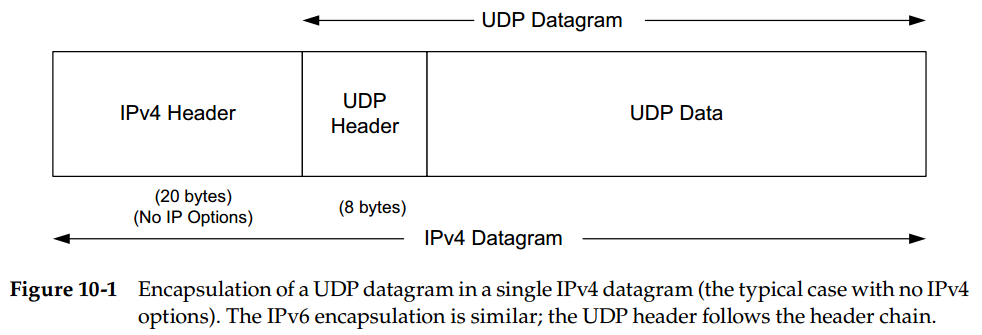 UDP Datagram
IPv4 Header
UDP
Header
UDP Data
(20 bytes)
(No IP Options)
(8 bytes)
IPv4 Datagram
Figure 10-1 Encapsulation of a UDP datagram in a single IPv4 datagram (the typical case with no IPv4
options). The IPv6 encapsulation is similar; the UDP header follows the header chain.